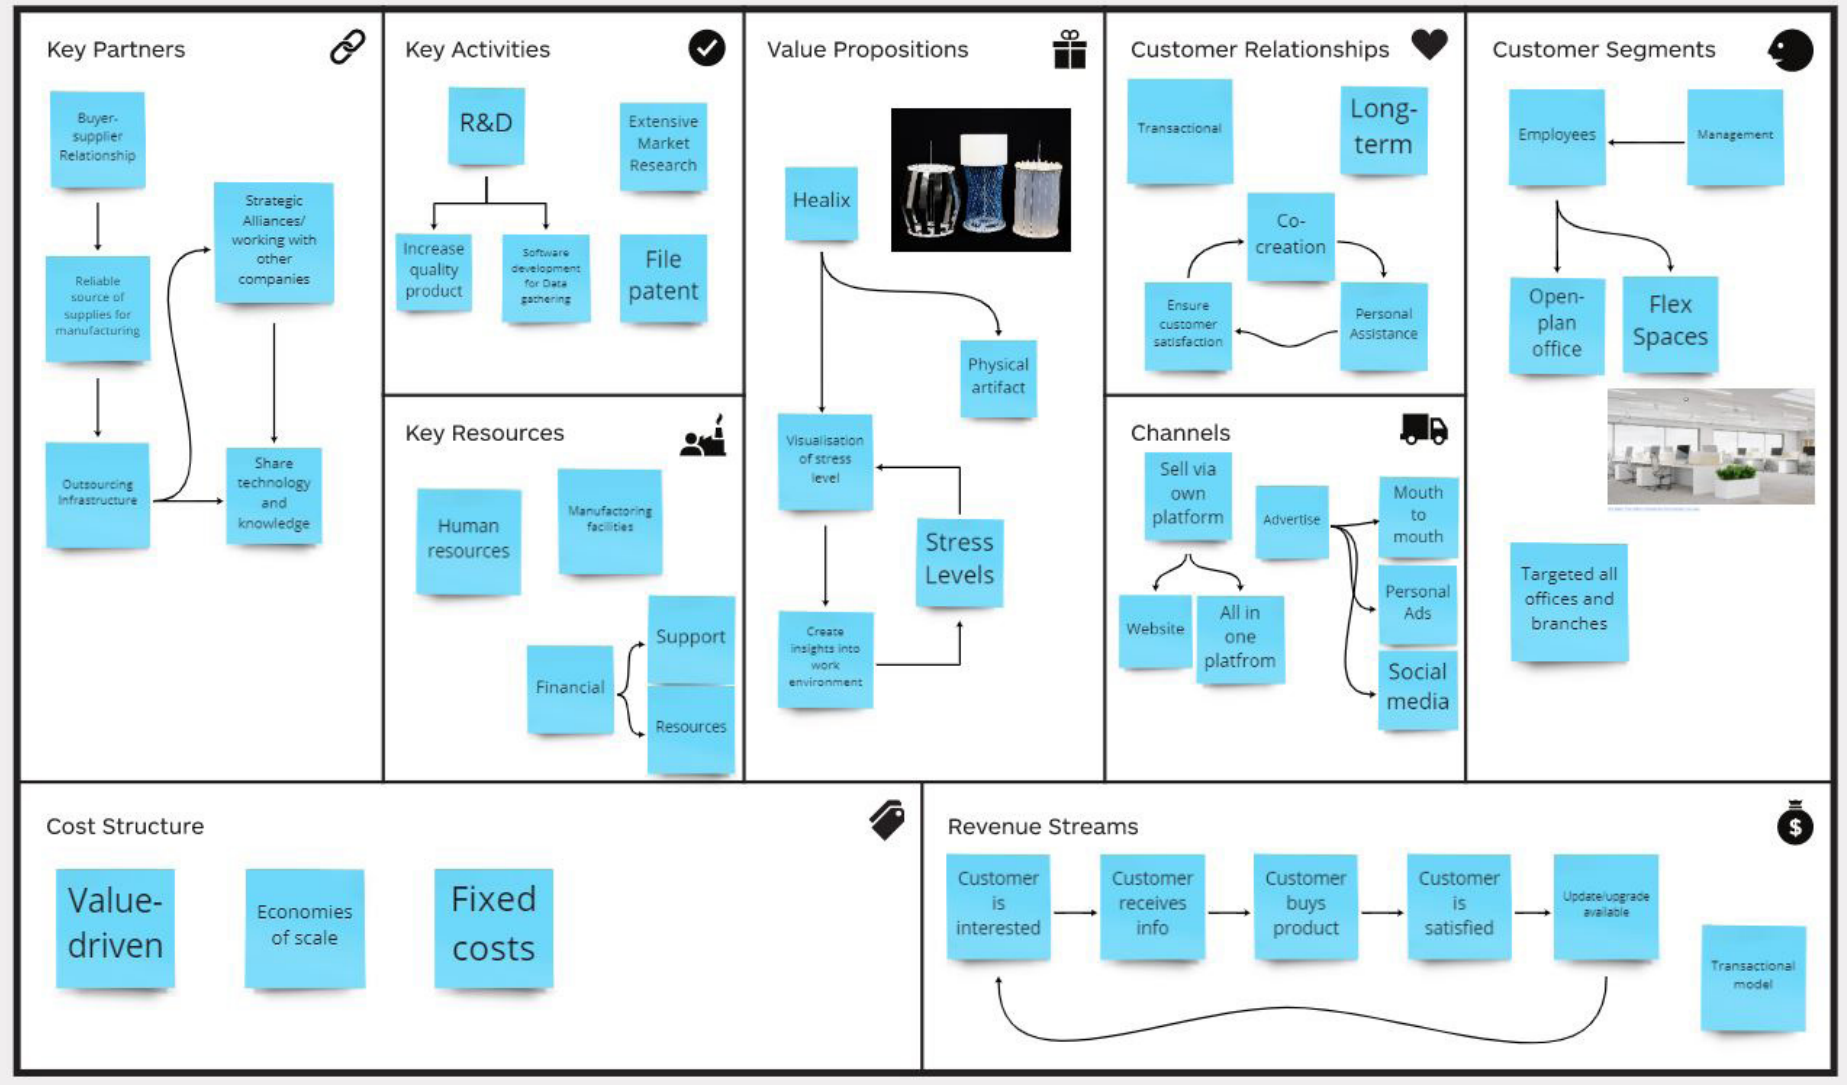 Key Partners
Buyer-
supplier
Relationship
Reliable
source of
supplies for
manufacturing
Outsourcing
Infrastructure
Strategic
Alliances/
working with
other
companies
Share
technology
and
knowledge
Key Activities
R&D
Increase
quality
product
Software
development
for Data
gathering
Extensive
Market
Research
File
patent
Key Resources
Human
resources
Manufactoring
facilities
Financial
Support
Resources
Value Propositions
Healix
Physical
artifact
Visualisation
of stress
level
Stress
Levels
Create
insights into
work
environment
Customer Relationships
Transactional
Long-
term
Co-
creation
Ensure
customer
satisfaction
Personal
Assistance
Channels
Sell via
own
platform
Website
All in
one
platfrom
Advertise
Mouth
to
mouth
Personal
Ads
Social
media
Customer Segments
Employees
Management
Open-
plan
office
Flex
Spaces
Targeted all
offices and
branches
Cost Structure
Value-
driven
Economies
of scale
Fixed
costs
Revenue Streams
Customer
is
interested
Customer
receives
info
Customer
buys
product
Customer
is
satisfied
Update/upgrade
available
Transactional
model